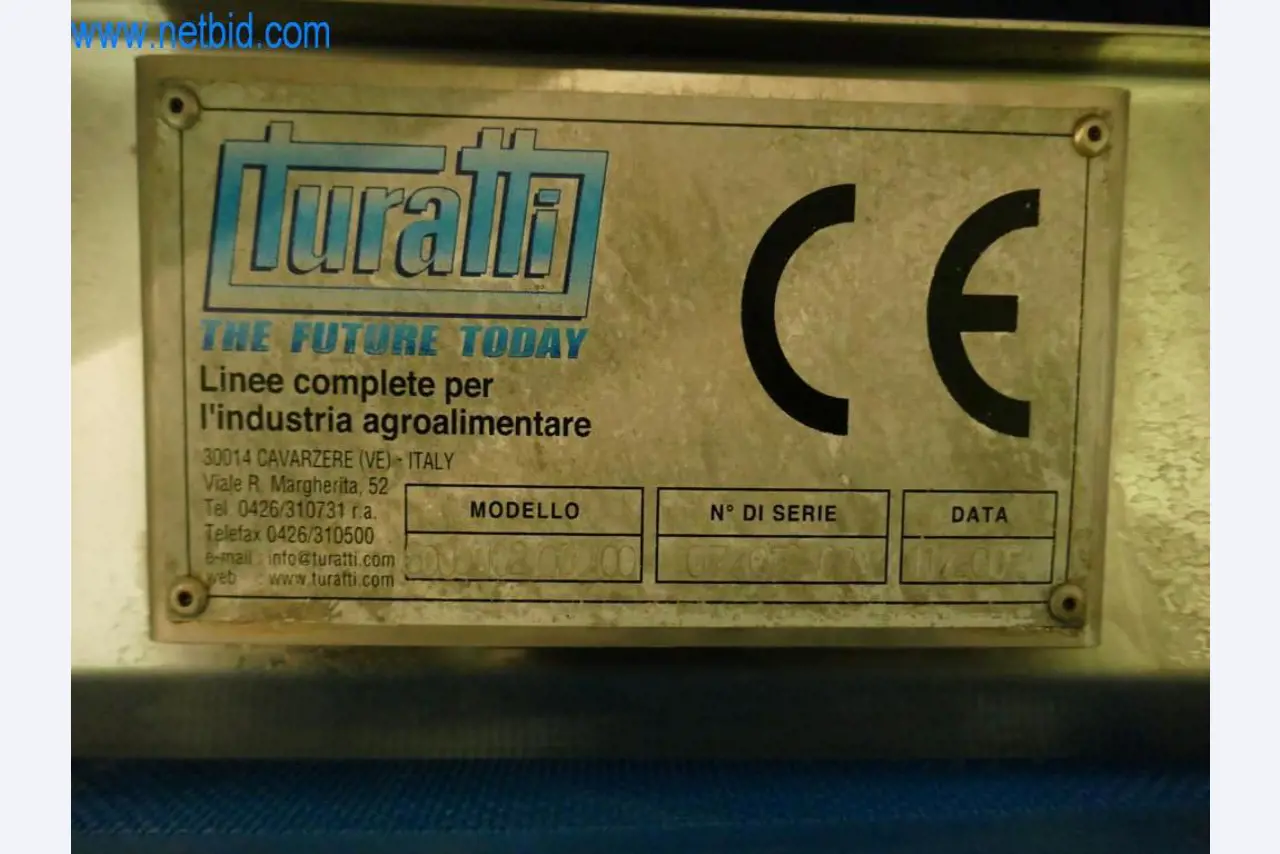 www.netbid.com
turatti
THE FUTURE TODAY
Linee complete per
l'industria agroalimentare
30014 CAVARZERE (VE) - ITALY
Viale R. Margherita, 52
Tel. 0426/310731 r.a.
Telefax 0426/310500
e-mail : info@turatti.com
web : www.turatti.com
CE
MODELLO
N° DI SERIE
DATA